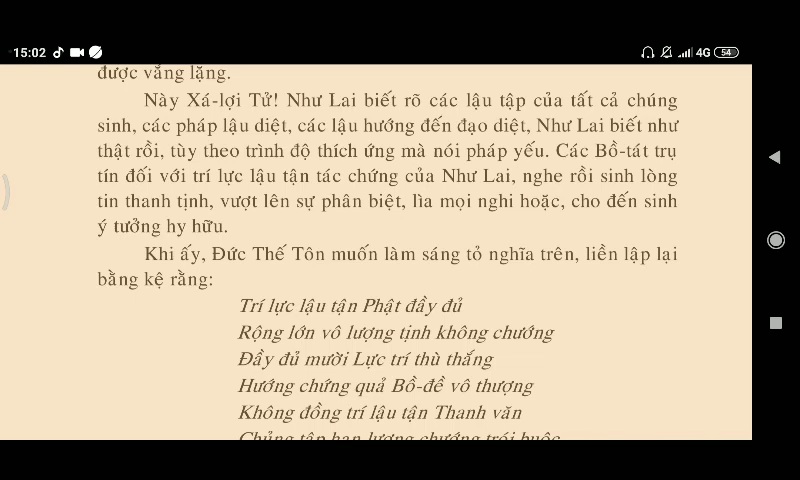 15:02
4G 54
được vắng lặng.
Này Xá-lợi Tử! Như Lai biết rõ các lậu tập của tất cả chúng
sinh, các pháp lậu diệt, các lậu hướng đến đạo diệt, Như Lai biết như
thật rồi, tùy theo trình độ thích ứng mà nói pháp yếu. Các Bồ-tát trụ
tín đối với trí lực lậu tận tác chứng của Như Lai, nghe rồi sinh lòng
tin thanh tịnh, vượt lên sự phân biệt, lìa mọi nghi hoặc, cho đến sinh
ý tưởng hy hữu.
Khi ấy, Đức Thế Tôn muốn làm sáng tỏ nghĩa trên, liền lập lại
bằng kệ rằng:
Trí lực lậu tận Phật đầy đủ
Rộng lớn vô lượng tịnh không chướng
Đầy đủ mười Lực trí thù thắng
Hướng chứng quả Bồ-đề vô thượng
Không đồng trí lậu tận Thanh văn
Chủng tập hạn lượng chướng trói buộc